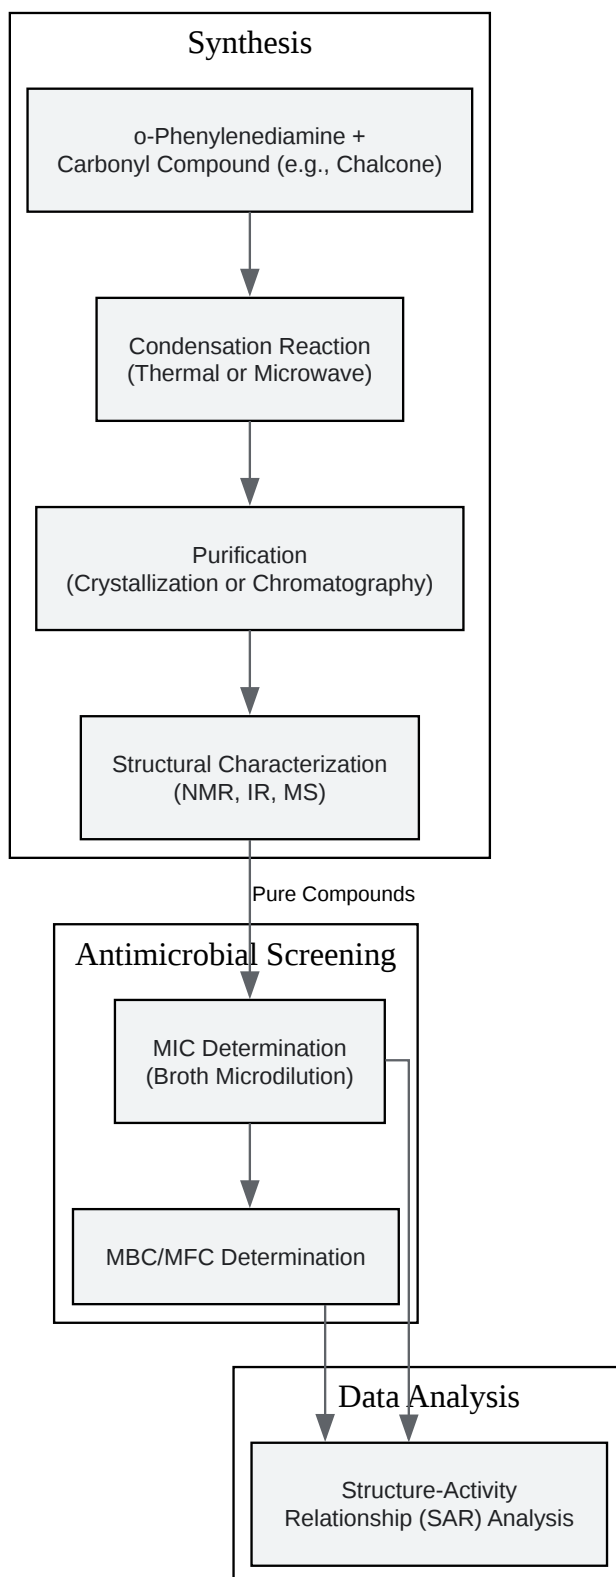 Synthesis
o-Phenylenediamine +
Carbonyl Compound (e.g., Chalcone)
Condensation Reaction
(Thermal or Microwave)
Purification
(Crystallization or Chromatography)
Structural Characterization
(NMR, IR, MS)
Pure Compounds
Antimicrobial Screening
MIC Determination
(Broth Microdilution)
MBC/MFC Determination
Data Analysis
Structure-Activity
Relationship (SAR) Analysis